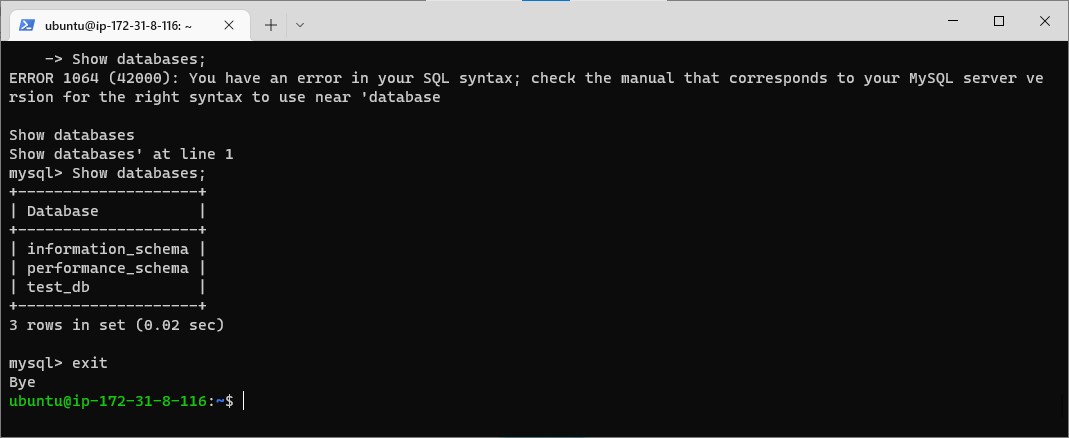 ubuntu@ip-172-31-8-116: ~
-> Show databases;
ERROR 1064 (42000): You have an error in your SQL syntax; check the manual that corresponds to your MySQL server ve
rsion for the right syntax to use near 'database
Show databases
Show databases' at line 1
mysql> Show databases;
+--------------------+
| Database           |
+--------------------+
| information_schema |
| performance_schema |
| test_db            |
+--------------------+
3 rows in set (0.02 sec)
mysql> exit
Bye
ubuntu@ip-172-31-8-116:~$